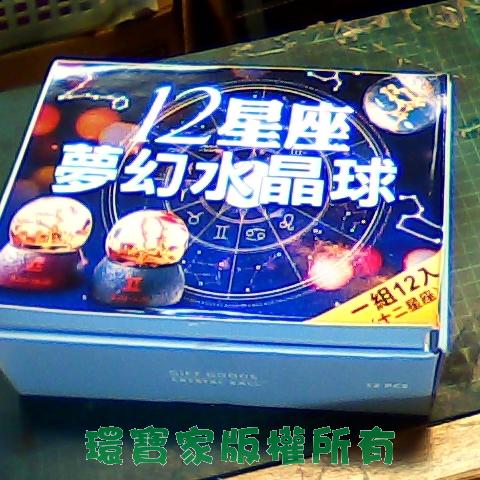 12星座
夢幻水晶球
一組12入
十二星座
GIFT GOODS
CRYSTAL BALL
12 PCS
環寶家版權所有